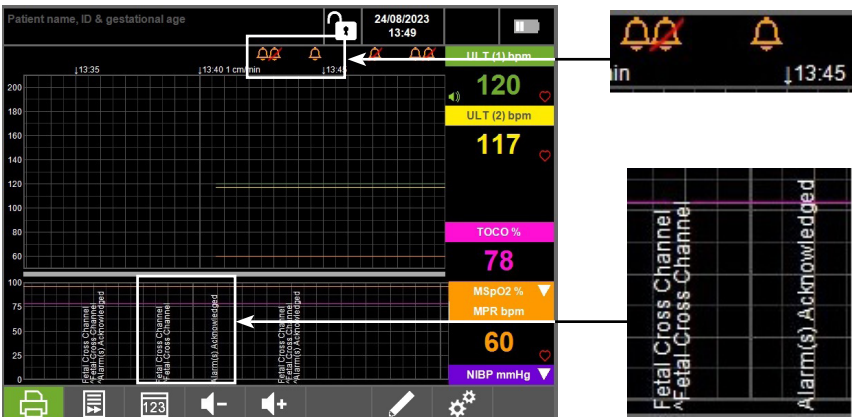 Patient name, ID & gestational age
24/08/2023
13:49
↓13:35
↓13:40 1 cm/min
↓13:45
200
180
160
140
120
100
80
60
100
75
50
25
0
Fetal Cross Channel
^Fetal Cross Channel
^Alarm(s) Acknowledged
Fetal Cross Channel
^Fetal Cross Channel
Alarm(s) Acknowledged
Fetal Cross Channel
^Fetal Cross Channel
^Alarm(s) Acknowledged
ULT (1) bpm
120
ULT (2) bpm
117
TOCO %
78
MSpO2 %
MPR bpm
60
NIBP mmHg
123
in
↓13:45
Fetal Cross Channel
^Fetal Cross Channel
Alarm(s) Acknowledged